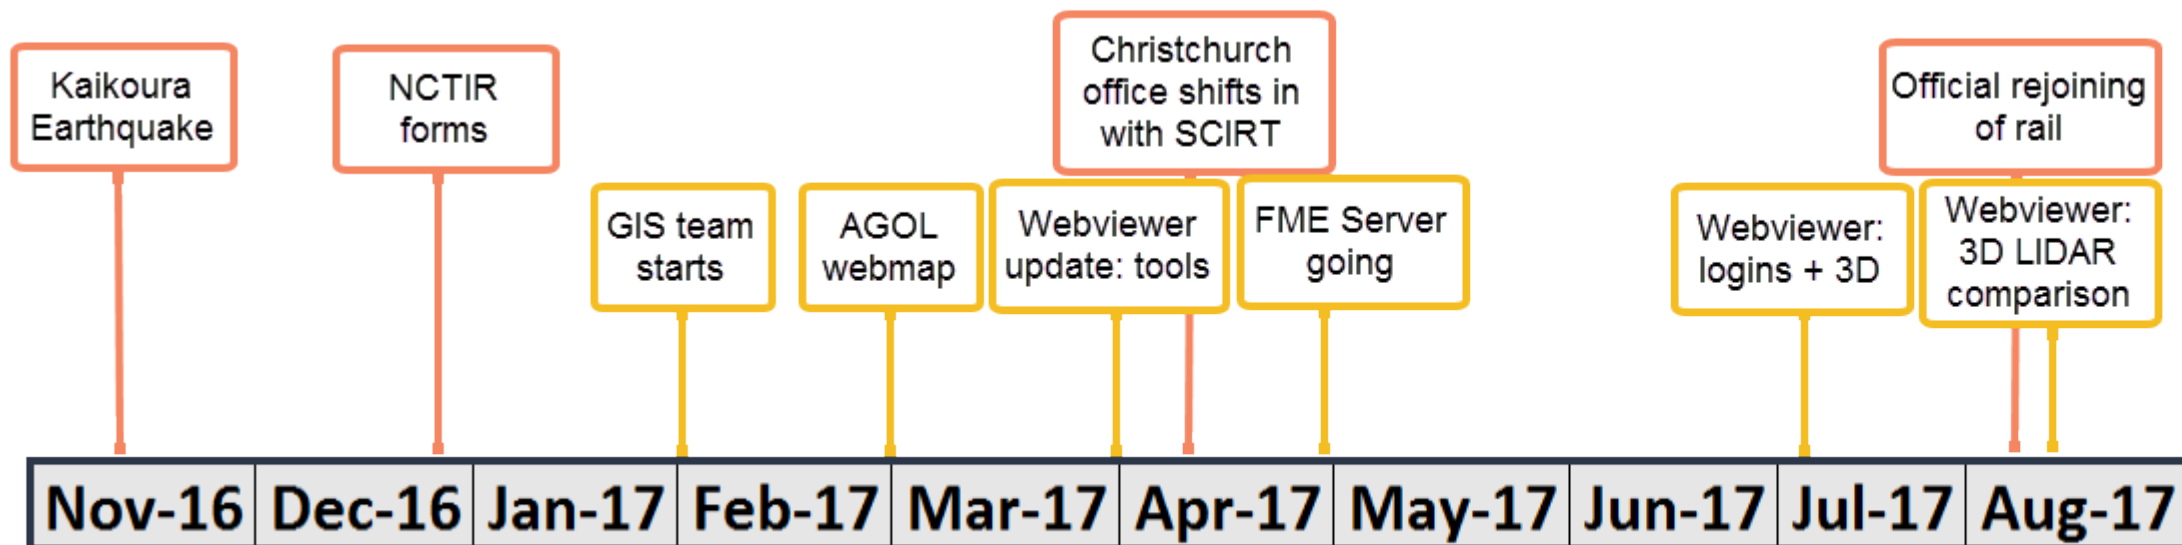 Kaikoura
Earthquake
NCTIR
forms
Christchurch
office shifts in
with SCIRT
Official rejoining
of rail
GIS team
starts
AGOL
webmap
Webviewer
update: tools
FME Server
going
Webviewer:
logins + 3D
Webviewer:
3D LIDAR
comparison
Nov-16 Dec-16 Jan-17 Feb-17 Mar-17 Apr-17 May-17 Jun-17 Jul-17 Aug-17